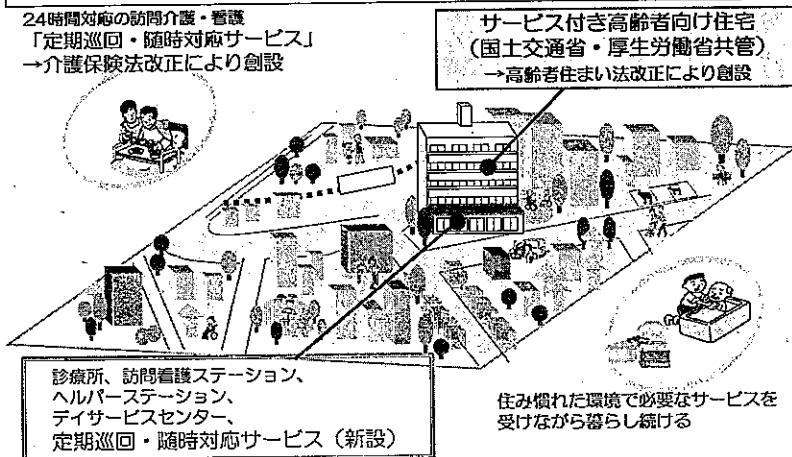 24時間対応の訪問介護・看護
「定期巡回・随時対応サービス」
→介護保険法改正により創設
サービス付き高齢者向け住宅
(国土交通省・厚生労働省共管)
→高齢者住まい法改正により創設
診療所、訪問看護ステーション、
ヘルパーステーション、
デイサービスセンター、
定期巡回・随時対応サービス(新設)
住み慣れた環境で必要なサービスを
受けながら暮らし続ける